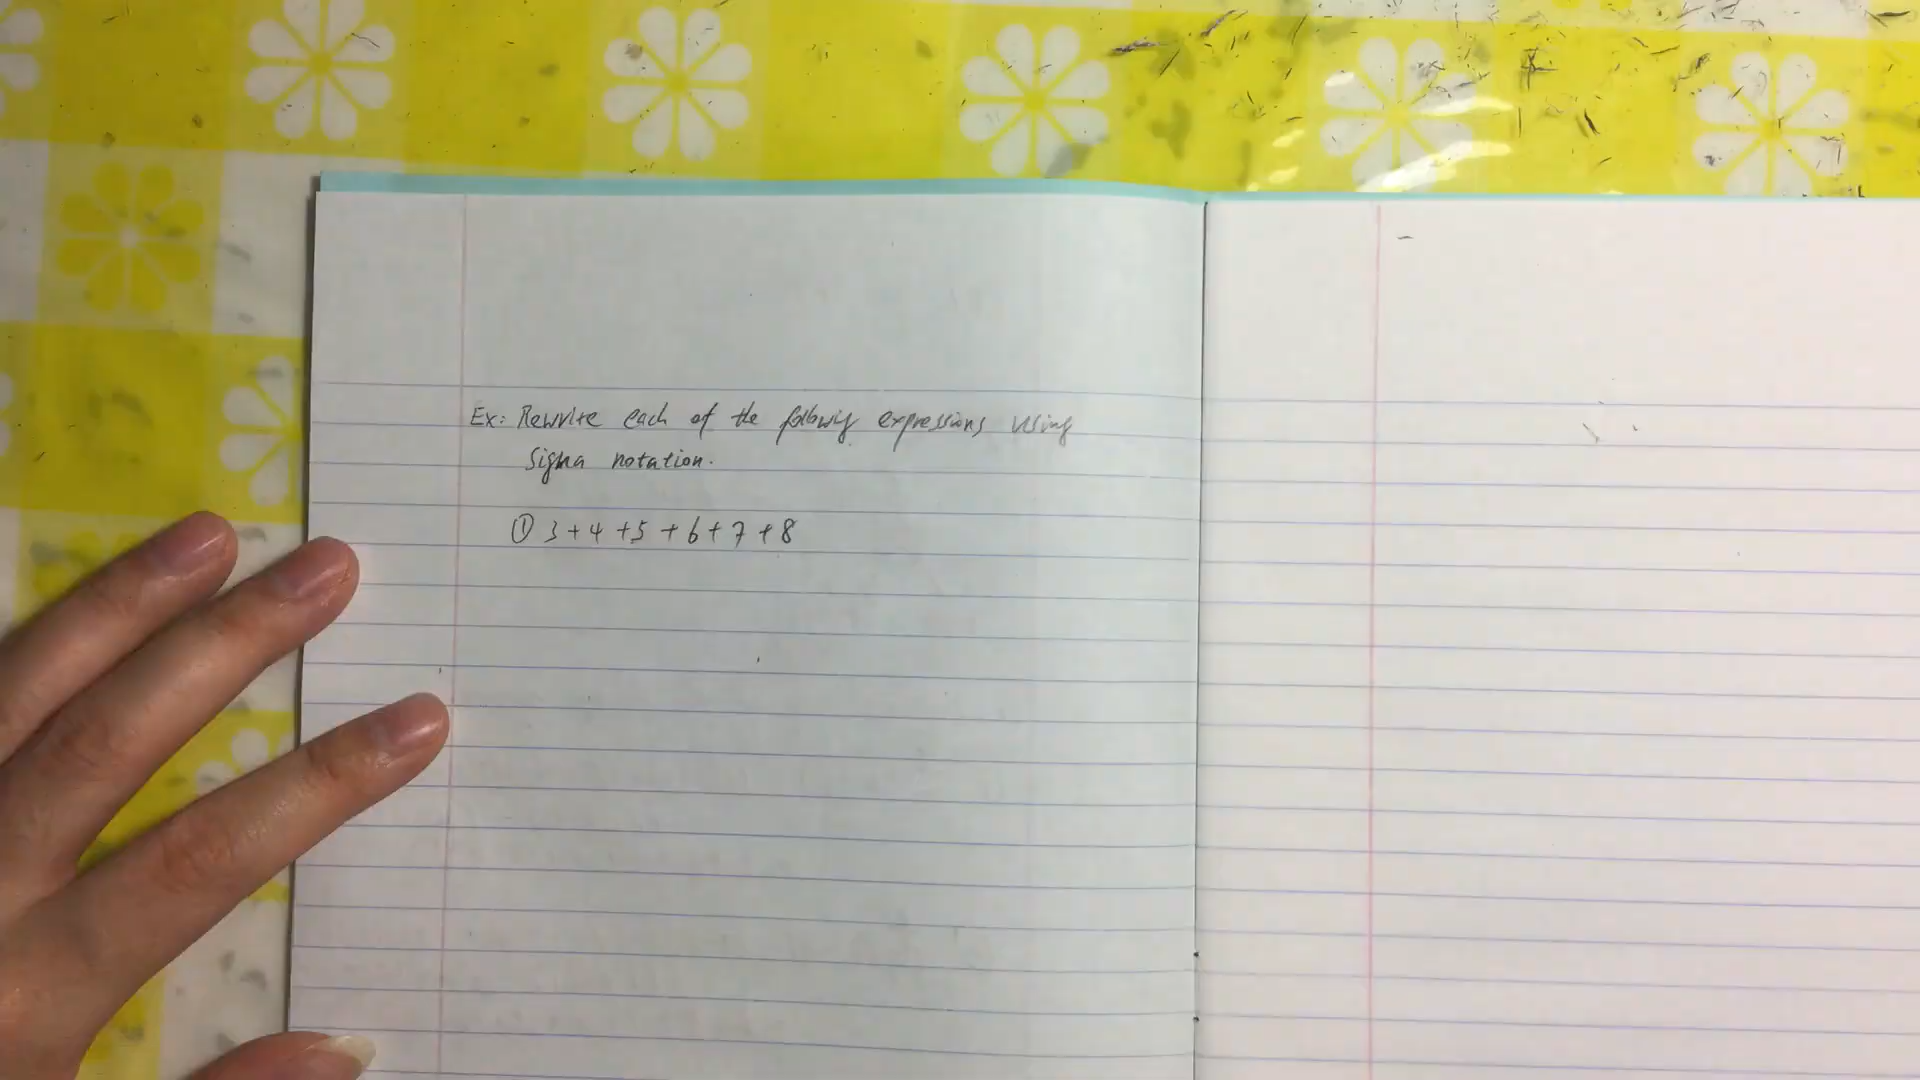 Ex: Rewrite each of the following expressions using
Sigma notation.
① 3+4+5+6+7+8